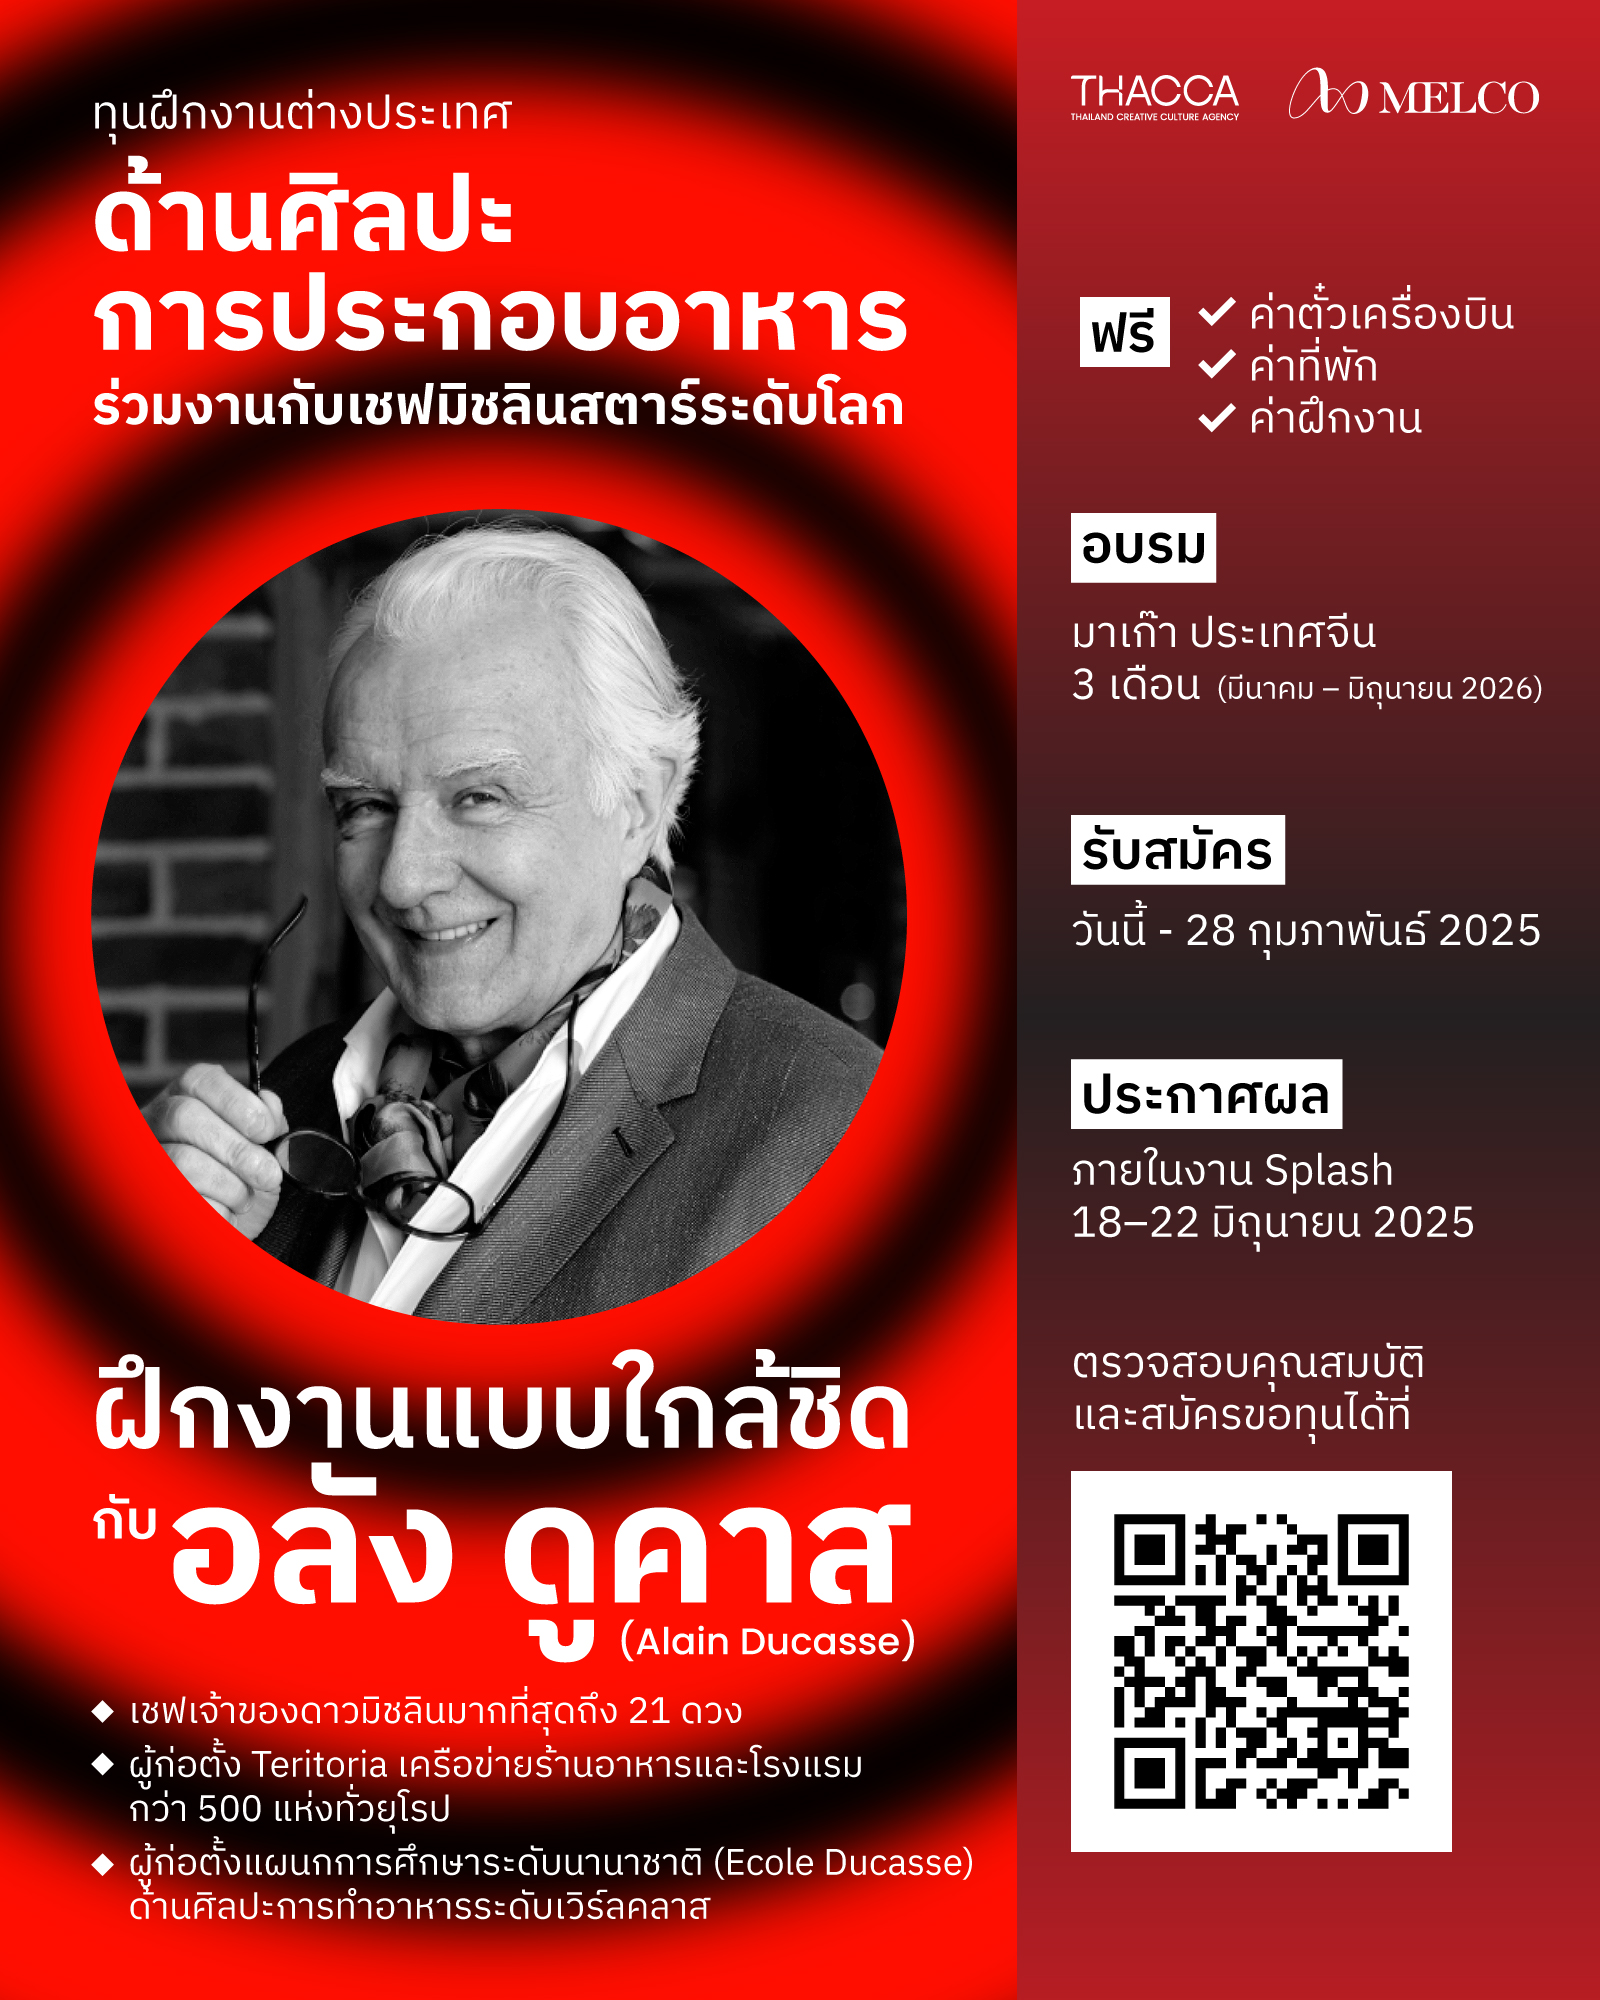 ทุนฝึกงานต่างประเทศ
ด้านศิลปะ
การประกอบอาหาร
ร่วมงานกับเชฟมิชลินสตาร์ระดับโลก
ฝึกงานแบบใกล้ชิด
กับ อลัง ดูคาส
(Alain Ducasse)
◆ เชฟเจ้าของดาวมิชลินมากที่สุดถึง 21 ดวง
◆ ผู้ก่อตั้ง Teritoria เครือข่ายร้านอาหารและโรงแรม
กว่า 500 แห่งทั่วยุโรป
◆ ผู้ก่อตั้งแผนกการศึกษาระดับนานาชาติ (Ecole Ducasse)
ด้านศิลปะการทำอาหารระดับเวิร์ลคลาส
THACCA
THAILAND CREATIVE CULTURE AGENCY
MELCO
ฟรี
✓ ค่าตั๋วเครื่องบิน
✓ ค่าที่พัก
✓ ค่าฝึกงาน
อบรม
มาเก๊า ประเทศจีน
3 เดือน (มีนาคม – มิถุนายน 2026)
รับสมัคร
วันนี้ - 28 กุมภาพันธ์ 2025
ประกาศผล
ภายในงาน Splash
18–22 มิถุนายน 2025
ตรวจสอบคุณสมบัติ
และสมัครขอทุนได้ที่